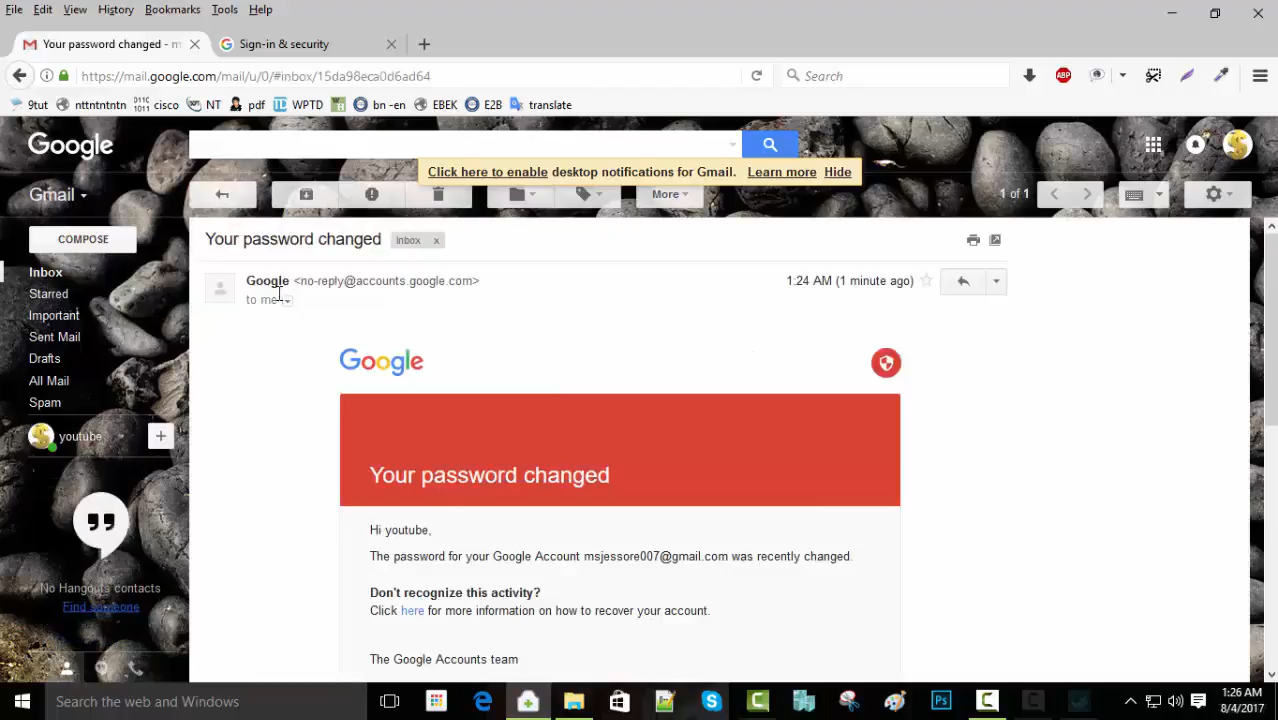 File Edit View History Bookmarks Tools Help
Your password changed - m
Sign-in & security
https://mail.google.com/mail/u/0/#inbox/15da98eca0d6ad64
Search
9tut nttntntntn cisco NT pdf WPTD bn -en EBEK E2B translate
Google
Click here to enable desktop notifications for Gmail. Learn more Hide
Gmail
More
1 of 1
COMPOSE
Your password changed
Inbox x
Inbox
Google <no-reply@accounts.google.com>
1:24 AM (1 minute ago)
Starred
to me
Important
Sent Mail
Drafts
All Mail
Spam
youtube
Google
Your password changed
Hi youtube,
The password for your Google Account msjessore007@gmail.com was recently changed.
Don't recognize this activity?
Click here for more information on how to recover your account.
The Google Accounts team
No Hangouts contacts
Find someone
Search the web and Windows
Ps
1:26 AM
8/4/2017